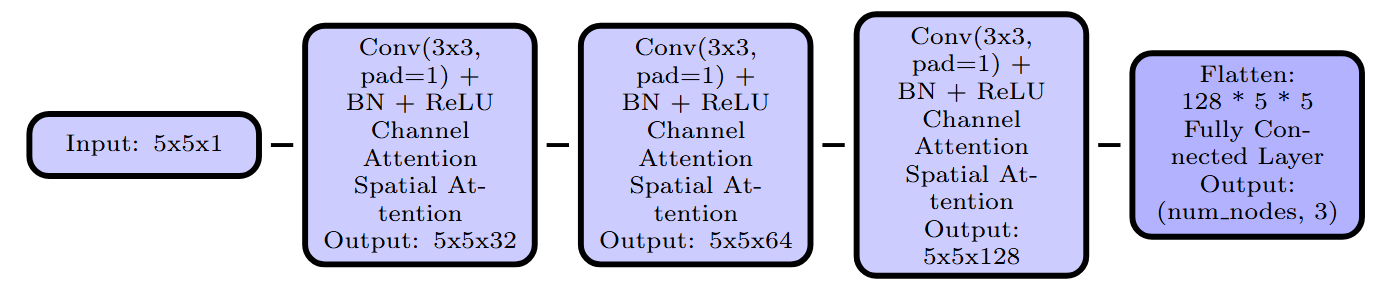 Input: 5x5x1
Conv(3x3,
pad=1) +
BN + ReLU
Channel
Attention
Spatial At-
tention
Output: 5x5x32
Conv(3x3,
pad=1) +
BN + ReLU
Channel
Attention
Spatial At-
tention
Output: 5x5x64
Conv(3x3,
pad=1) +
BN + ReLU
Channel
Attention
Spatial At-
tention
Output:
5x5x128
Flatten:
128 * 5 * 5
Fully Con-
nected Layer
Output:
(num_nodes, 3)